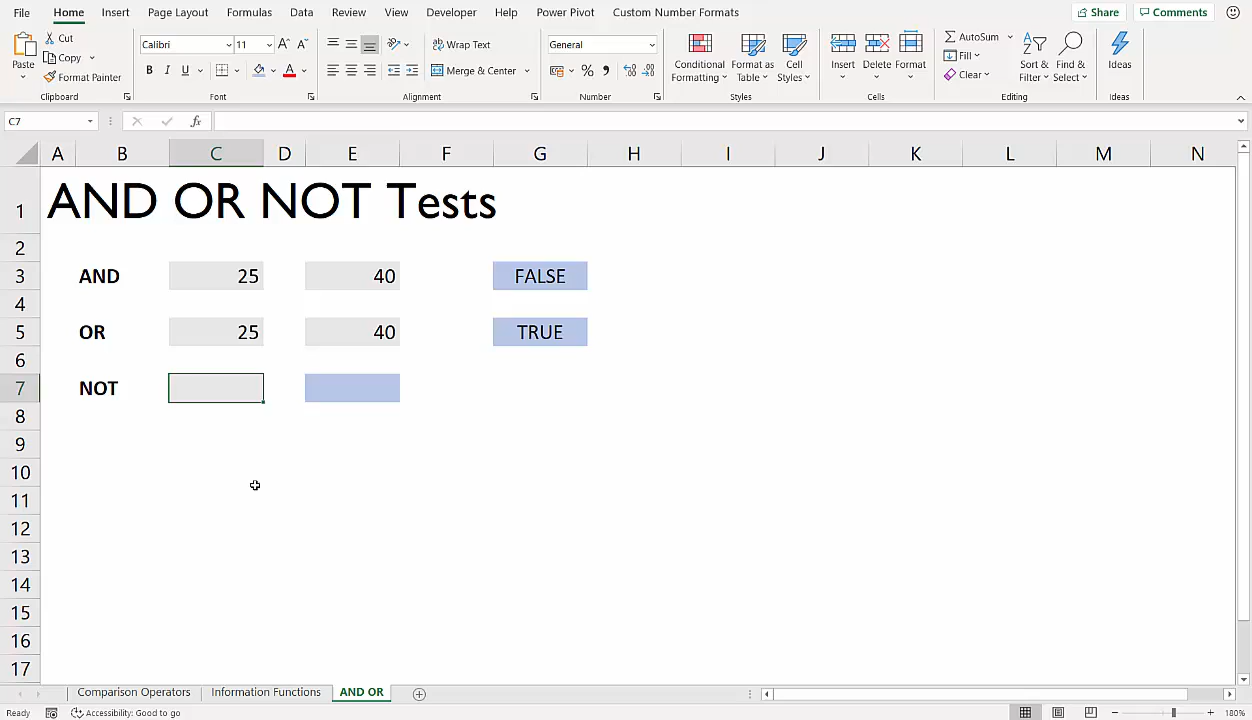 File Home Insert Page Layout Formulas Data Review View Developer Help Power Pivot Custom Number Formats Share Comments
Cut Calibri 11 A^ Aˇ Wrap Text General AutoSum
Paste Copy Conditional Format as Cell Insert Delete Format Fill Sort & Find & Ideas
Format Painter B I U A Merge & Center % , Formatting Table Styles Clear Filter Select
Clipboard Font Alignment Number Styles Cells Editing Ideas
C7 fx
A B C D E F G H I J K L M N
1 AND OR NOT Tests
2
3 AND 25 40 FALSE
4
5 OR 25 40 TRUE
6
7 NOT
8
9
10
11
12
13
14
15
16
17
Comparison Operators Information Functions AND OR
Ready Accessibility: Good to go 180%